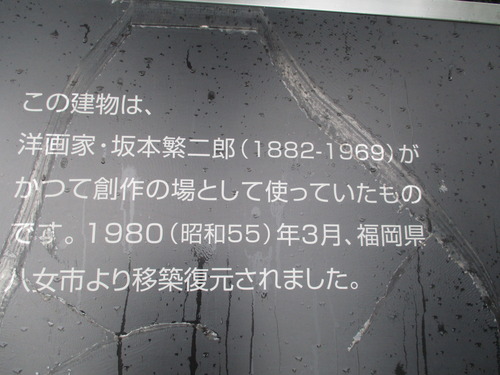 この建物は、
洋画家・坂本繁二郎(1882-1969)が
かつて創作の場として使っていたもの
です。1980(昭和55)年3月、福岡県
八女市より移築復元されました。